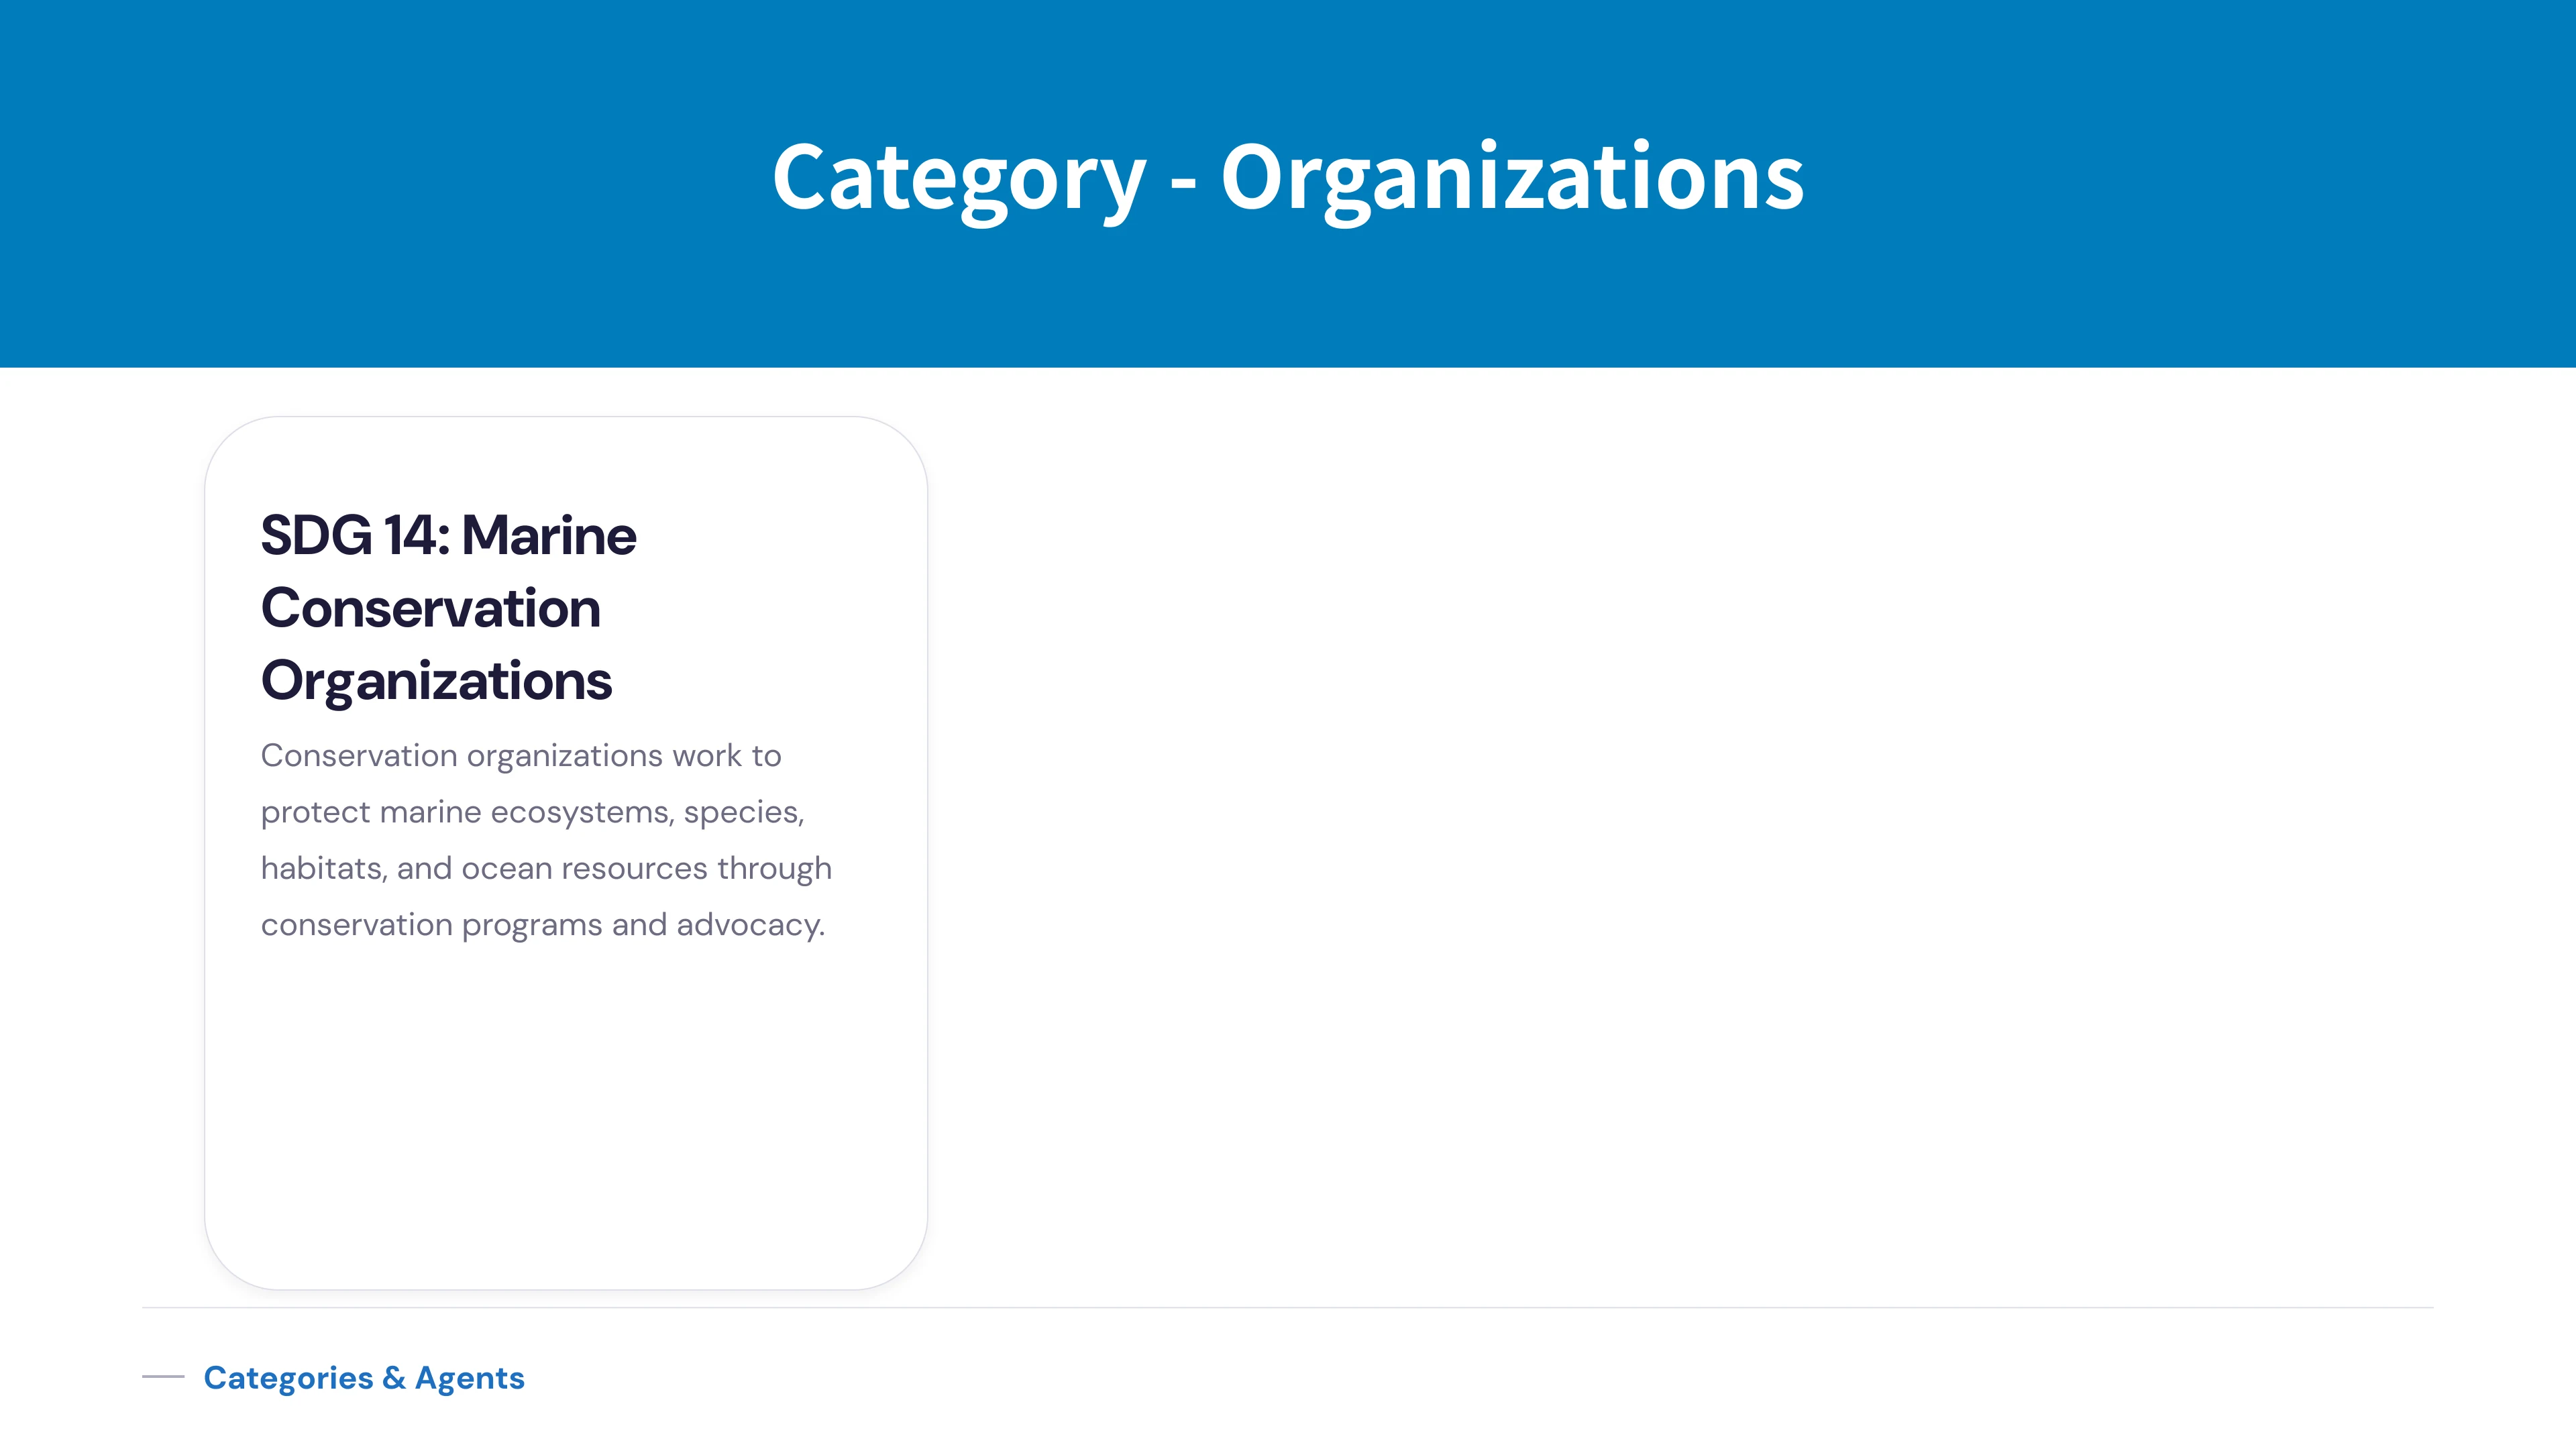 Category - Organizations
SDG 14: Marine
Conservation
Organizations
Conservation organizations work to
protect marine ecosystems, species,
habitats, and ocean resources through
conservation programs and advocacy.
Categories & Agents